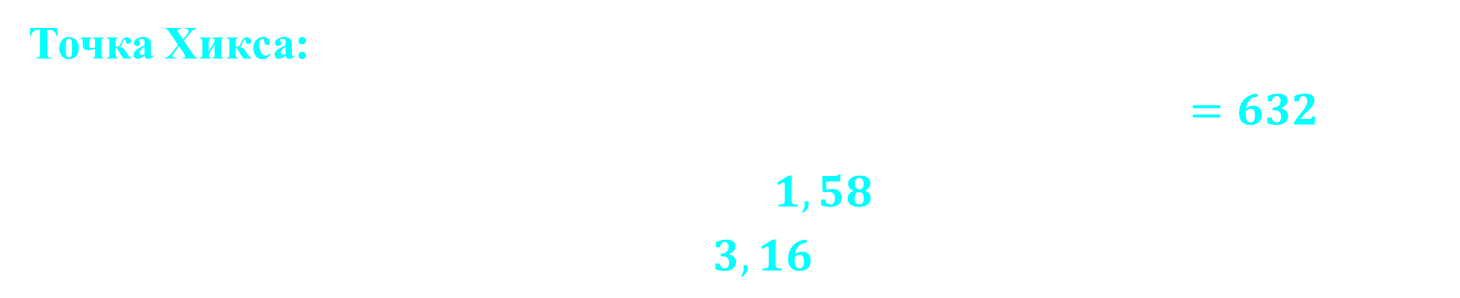 Точка Хикса:
= 632
1, 58
3, 16